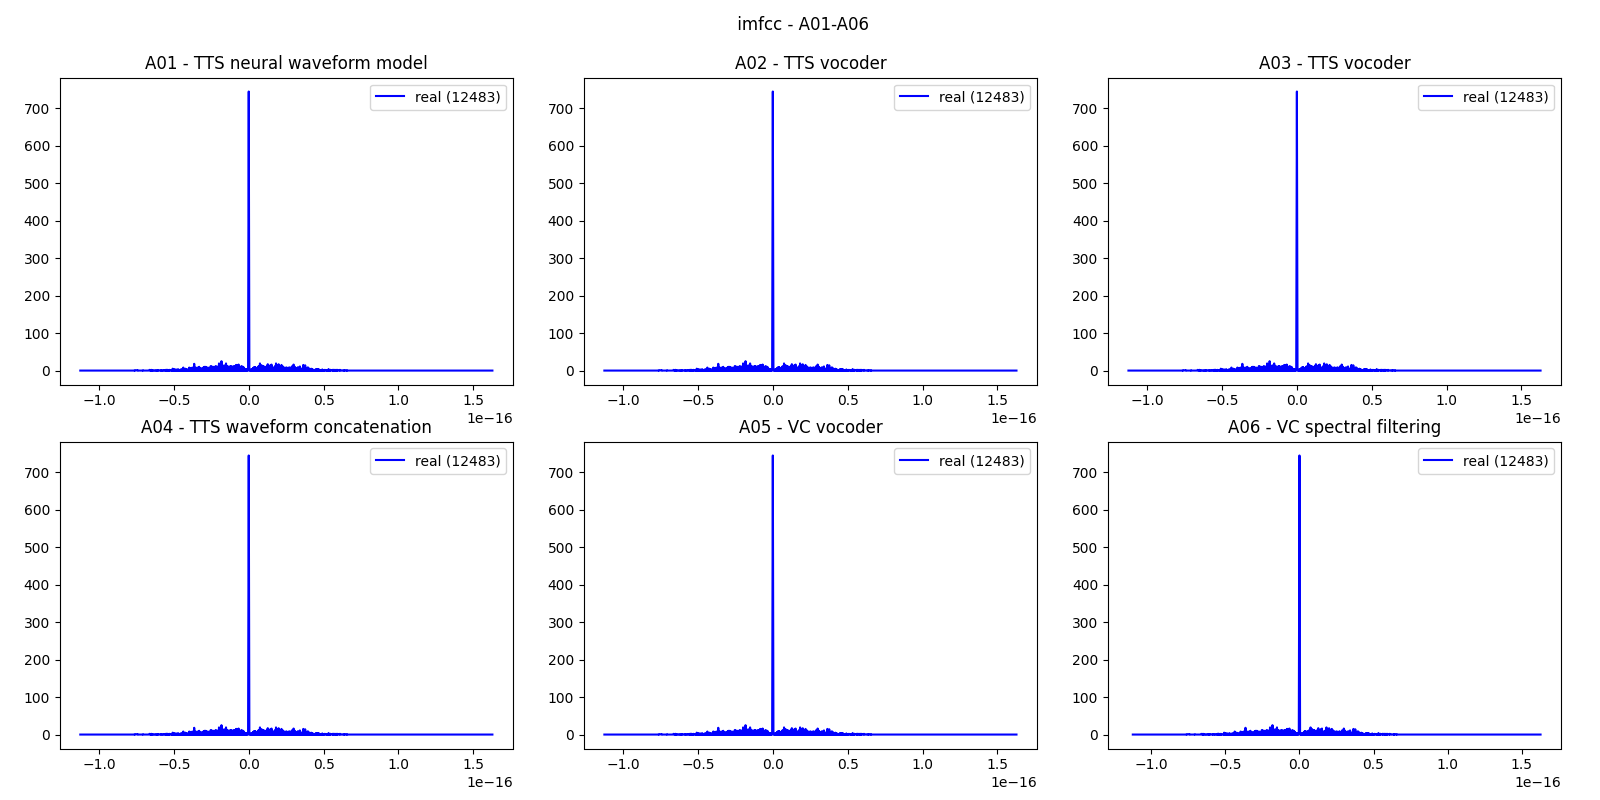 imfcc - A01-A06
A01 - TTS neural waveform model
real (12483)
700
600
500
400
300
200
100
0
−1.0 −0.5 0.0 0.5 1.0 1.5
1e−16
A02 - TTS vocoder
real (12483)
700
600
500
400
300
200
100
0
−1.0 −0.5 0.0 0.5 1.0 1.5
1e−16
A03 - TTS vocoder
real (12483)
700
600
500
400
300
200
100
0
−1.0 −0.5 0.0 0.5 1.0 1.5
1e−16
A04 - TTS waveform concatenation
real (12483)
700
600
500
400
300
200
100
0
−1.0 −0.5 0.0 0.5 1.0 1.5
1e−16
A05 - VC vocoder
real (12483)
700
600
500
400
300
200
100
0
−1.0 −0.5 0.0 0.5 1.0 1.5
1e−16
A06 - VC spectral filtering
real (12483)
700
600
500
400
300
200
100
0
−1.0 −0.5 0.0 0.5 1.0 1.5
1e−16